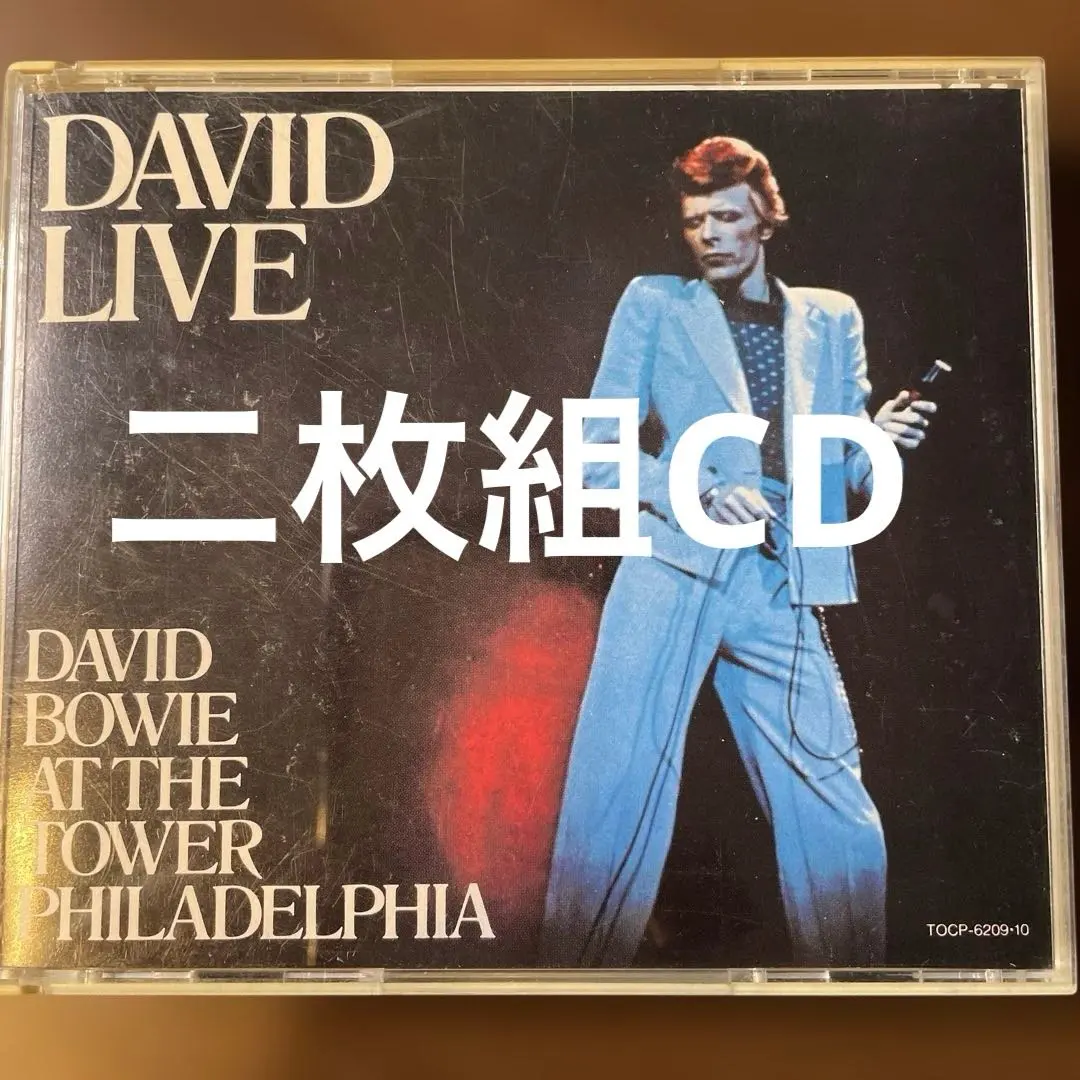 DAVID
LIVE
二枚組CD
DAVID
BOWIE
AT THE
TOWER
PHILADELPHIA
TOCP-6209・10